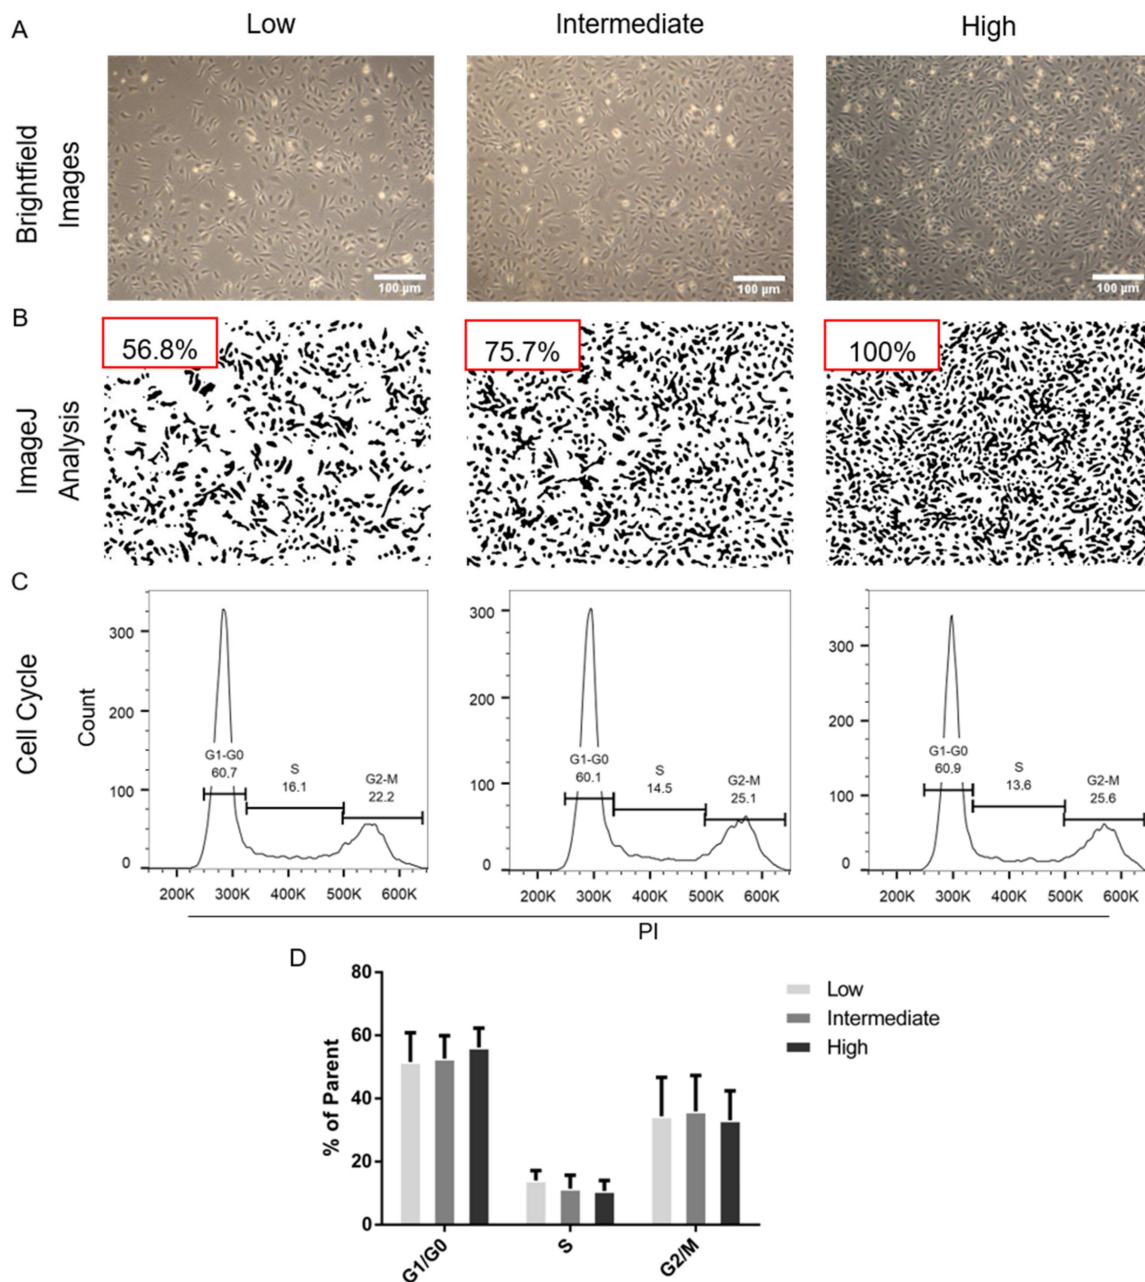 A
Low
Intermediate
High
Brightfield
Images
100 µm
100 µm
100 µm
B
ImageJ
Analysis
56.8%
75.7%
100%
C
Cell Cycle
Count
300
200
100
0
G1-G0
60.7
S
16.1
G2-M
22.2
200K 300K 400K 500K 600K
300
200
100
0
G1-G0
60.1
S
14.5
G2-M
25.1
200K 300K 400K 500K 600K
300
200
100
0
G1-G0
60.9
S
13.6
G2-M
25.6
200K 300K 400K 500K 600K
PI
D
% of Parent
80
60
40
20
0
G1/G0
S
G2/M
Low
Intermediate
High